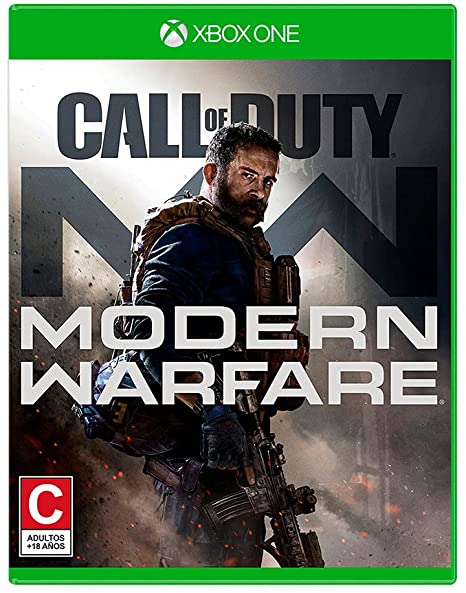 XBOX ONE
CALL OF DUTY
MW
MODERN
WARFARE®
C
ADULTOS
+18 AÑOS